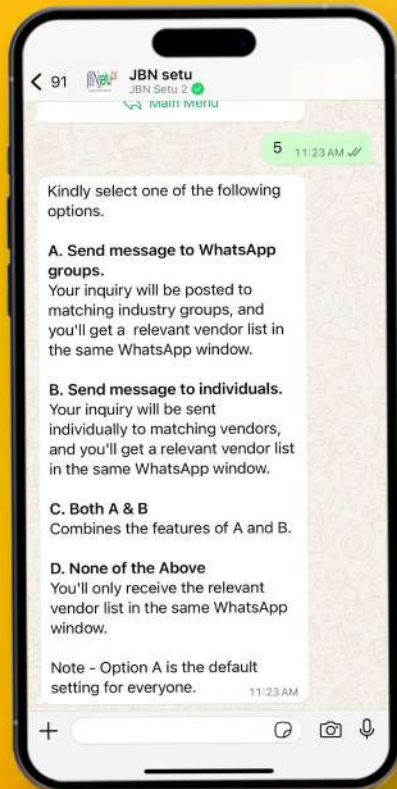 91
JBN setu
JBN Setu 2
Main Menu
5 11:23 AM
Kindly select one of the following
options.
A. Send message to WhatsApp
groups.
Your inquiry will be posted to
matching industry groups, and
you'll get a relevant vendor list in
the same WhatsApp window.
B. Send message to individuals.
Your inquiry will be sent
individually to matching vendors,
and you'll get a relevant vendor list
in the same WhatsApp window.
C. Both A & B
Combines the features of A and B.
D. None of the Above
You'll only receive the relevant
vendor list in the same WhatsApp
window.
Note - Option A is the default
setting for everyone. 11:23 AM